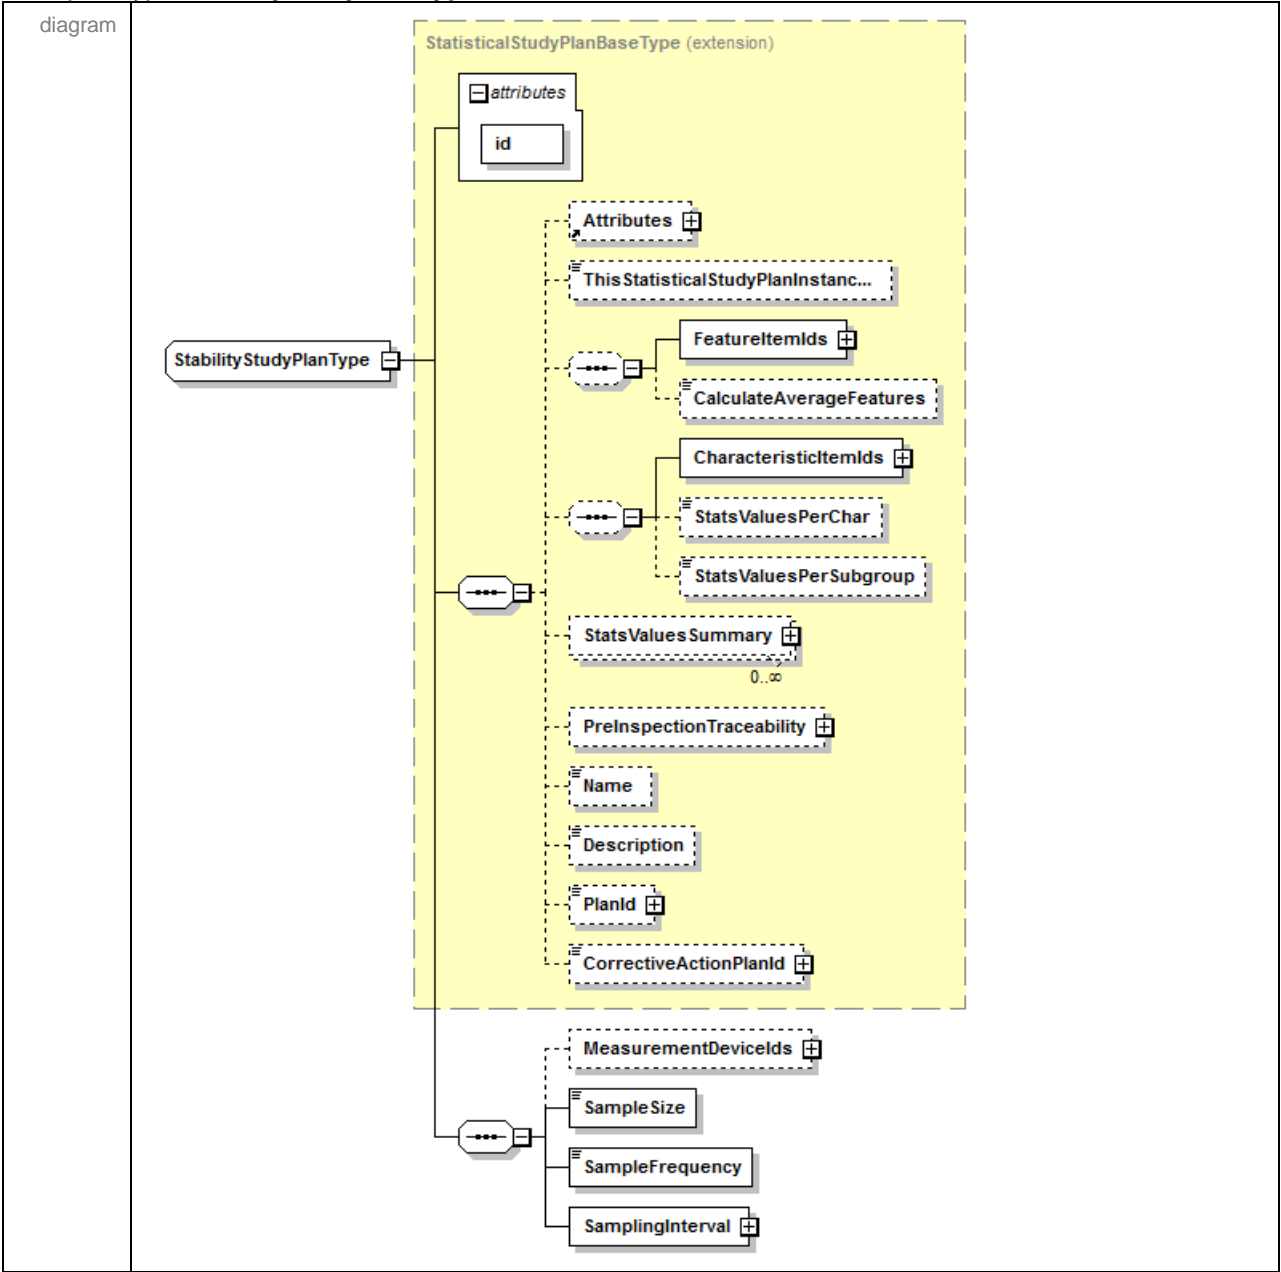 diagram
StatisticalStudyPlanBaseType (extension)
attributes
id
Attributes
ThisStatisticalStudyPlanInstanc...
FeatureItemIds
StabilityStudyPlanType
CalculateAverageFeatures
CharacteristicItemIds
StatsValuesPerChar
StatsValuesPerSubgroup
StatsValuesSummary
0..∞
PreInspectionTraceability
Name
Description
PlanId
CorrectiveActionPlanId
MeasurementDeviceIds
SampleSize
SampleFrequency
SamplingInterval